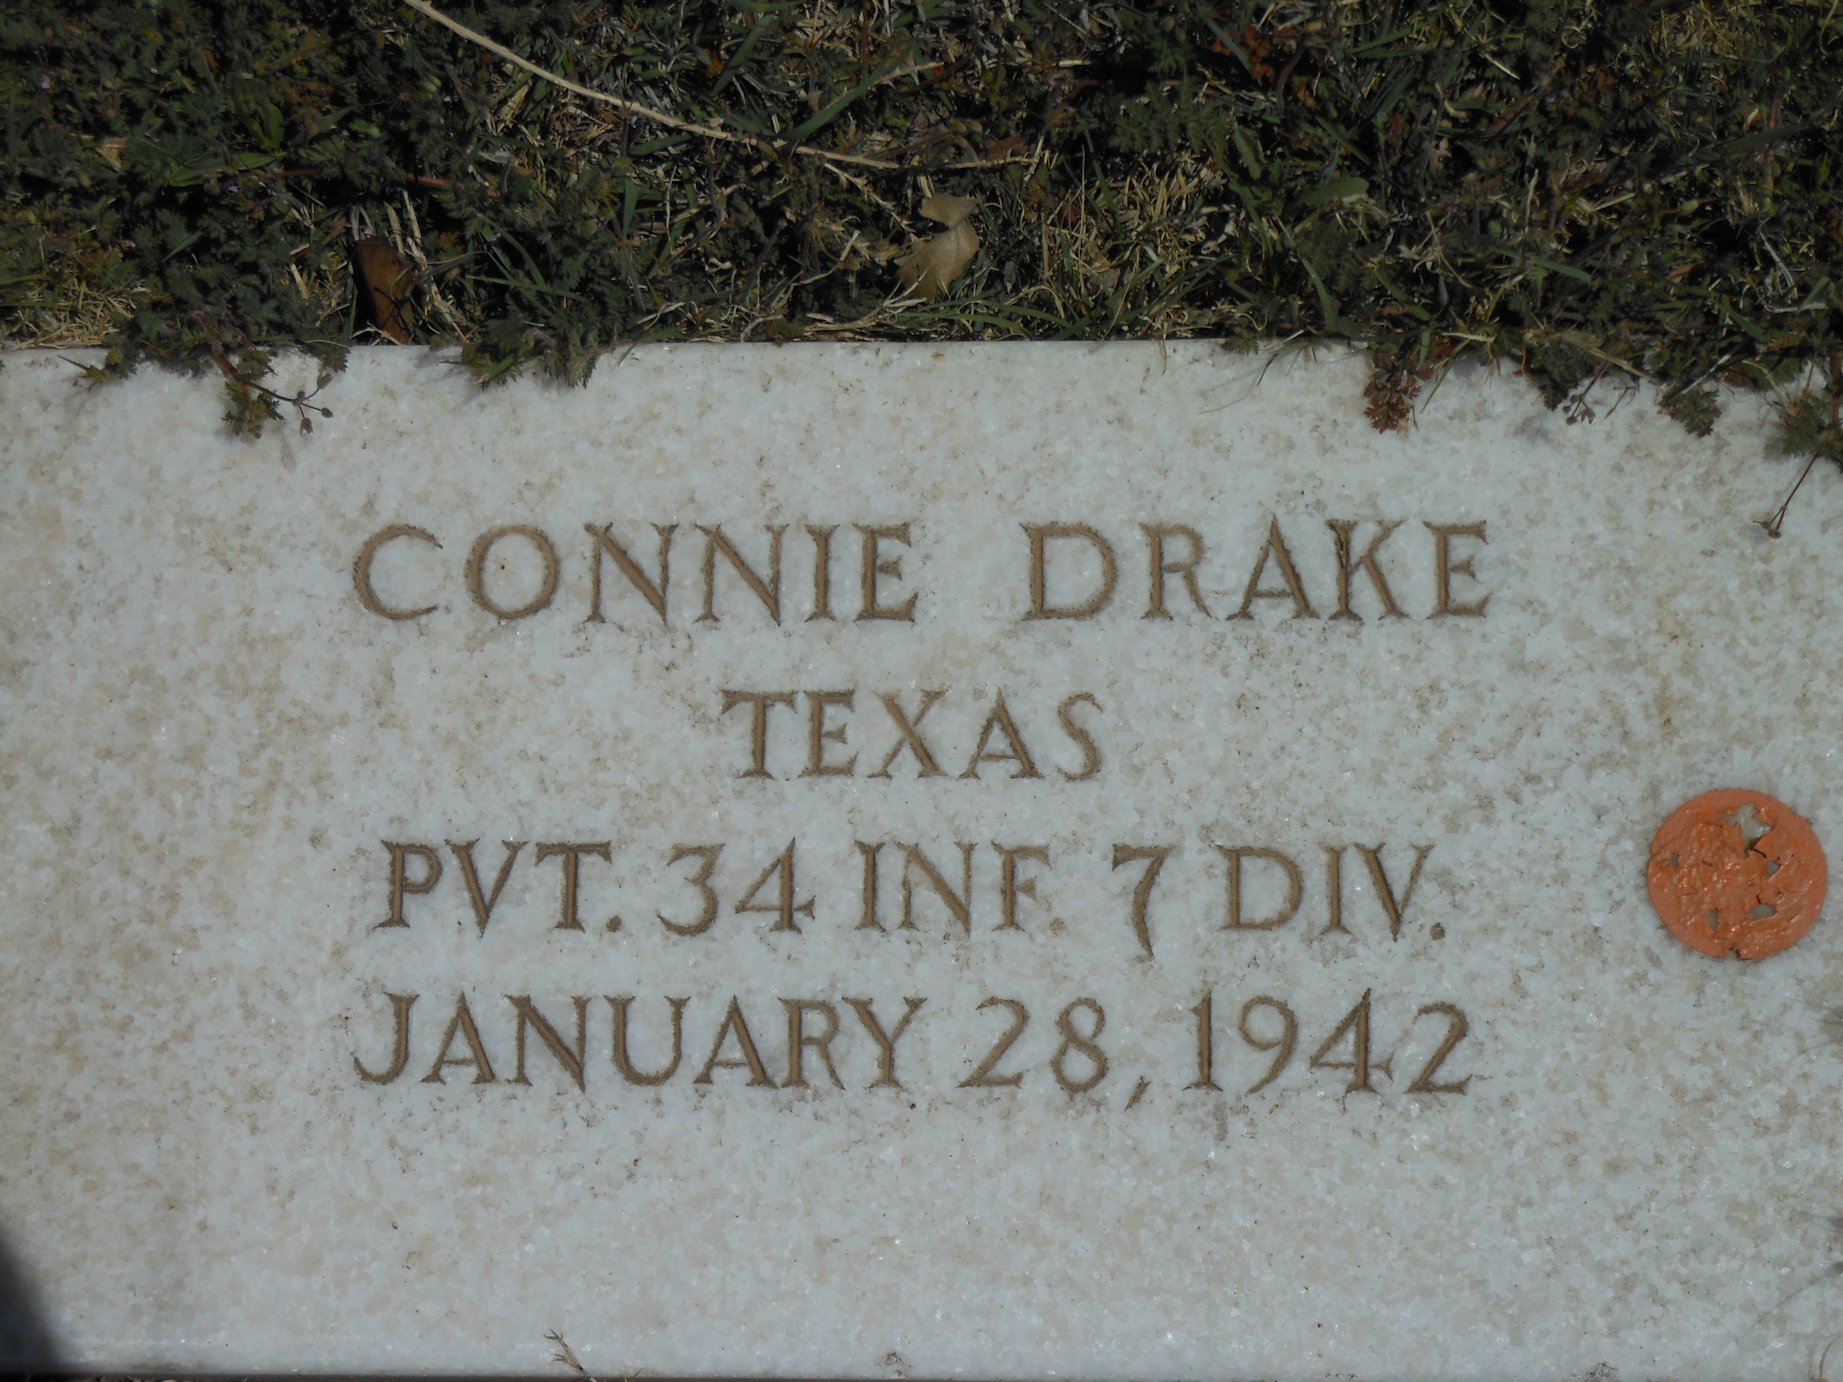 CONNIE DRAKE
TEXAS
PVT. 34 INF. 7 DIV.
JANUARY 28, 1942